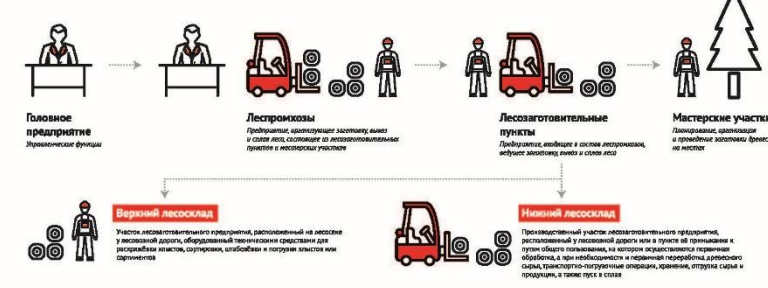 Головное
предприятие
Управленческие функции
Леспромхозы
Предприятие, организующее заготовку, вывоз
и сплав леса, состоящее из лесозаготовительных
пунктов и мастерских участков
Лесозаготовительные
пункты
Предприятие, входящее в состав леспромхозов,
ведущее заготовку, вывоз и сплав леса
Мастерские участки
Планирование, организация
и проведение заготовки древес
на местах
Верхний лесосклад
Участок лесозаготовительного предприятия, расположенный на лесосеке
у лесовозной дороги, оборудованный техническими средствами для
раскряжёвки хлыстов, сортировки, штабелёвки и погрузки хлыстов или
сортиментов
Нижний лесосклад
Производственный участок лесозаготовительного предприятия,
расположенный у лесовозной дороги или в пункте её примыкания к
путям общего пользования, на котором осуществляются первичная
обработка, а при необходимости и первичная переработка древесного
сырья, транспортно-погрузочные операции, хранение, отгрузка сырья и
продукции, а также пуск в сплав